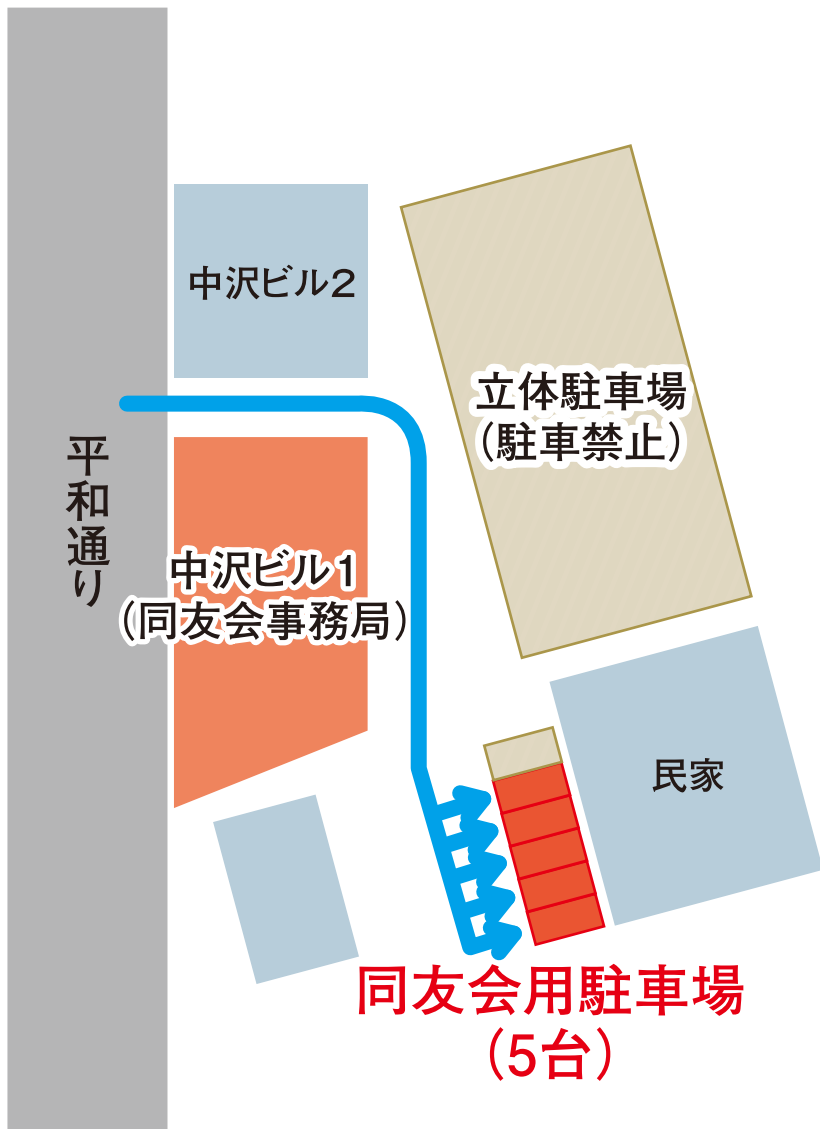 中沢ビル2
立体駐車場
(駐車禁止)
平和通り
中沢ビル1
(同友会事務局)
民家
同友会用駐車場
(5台)